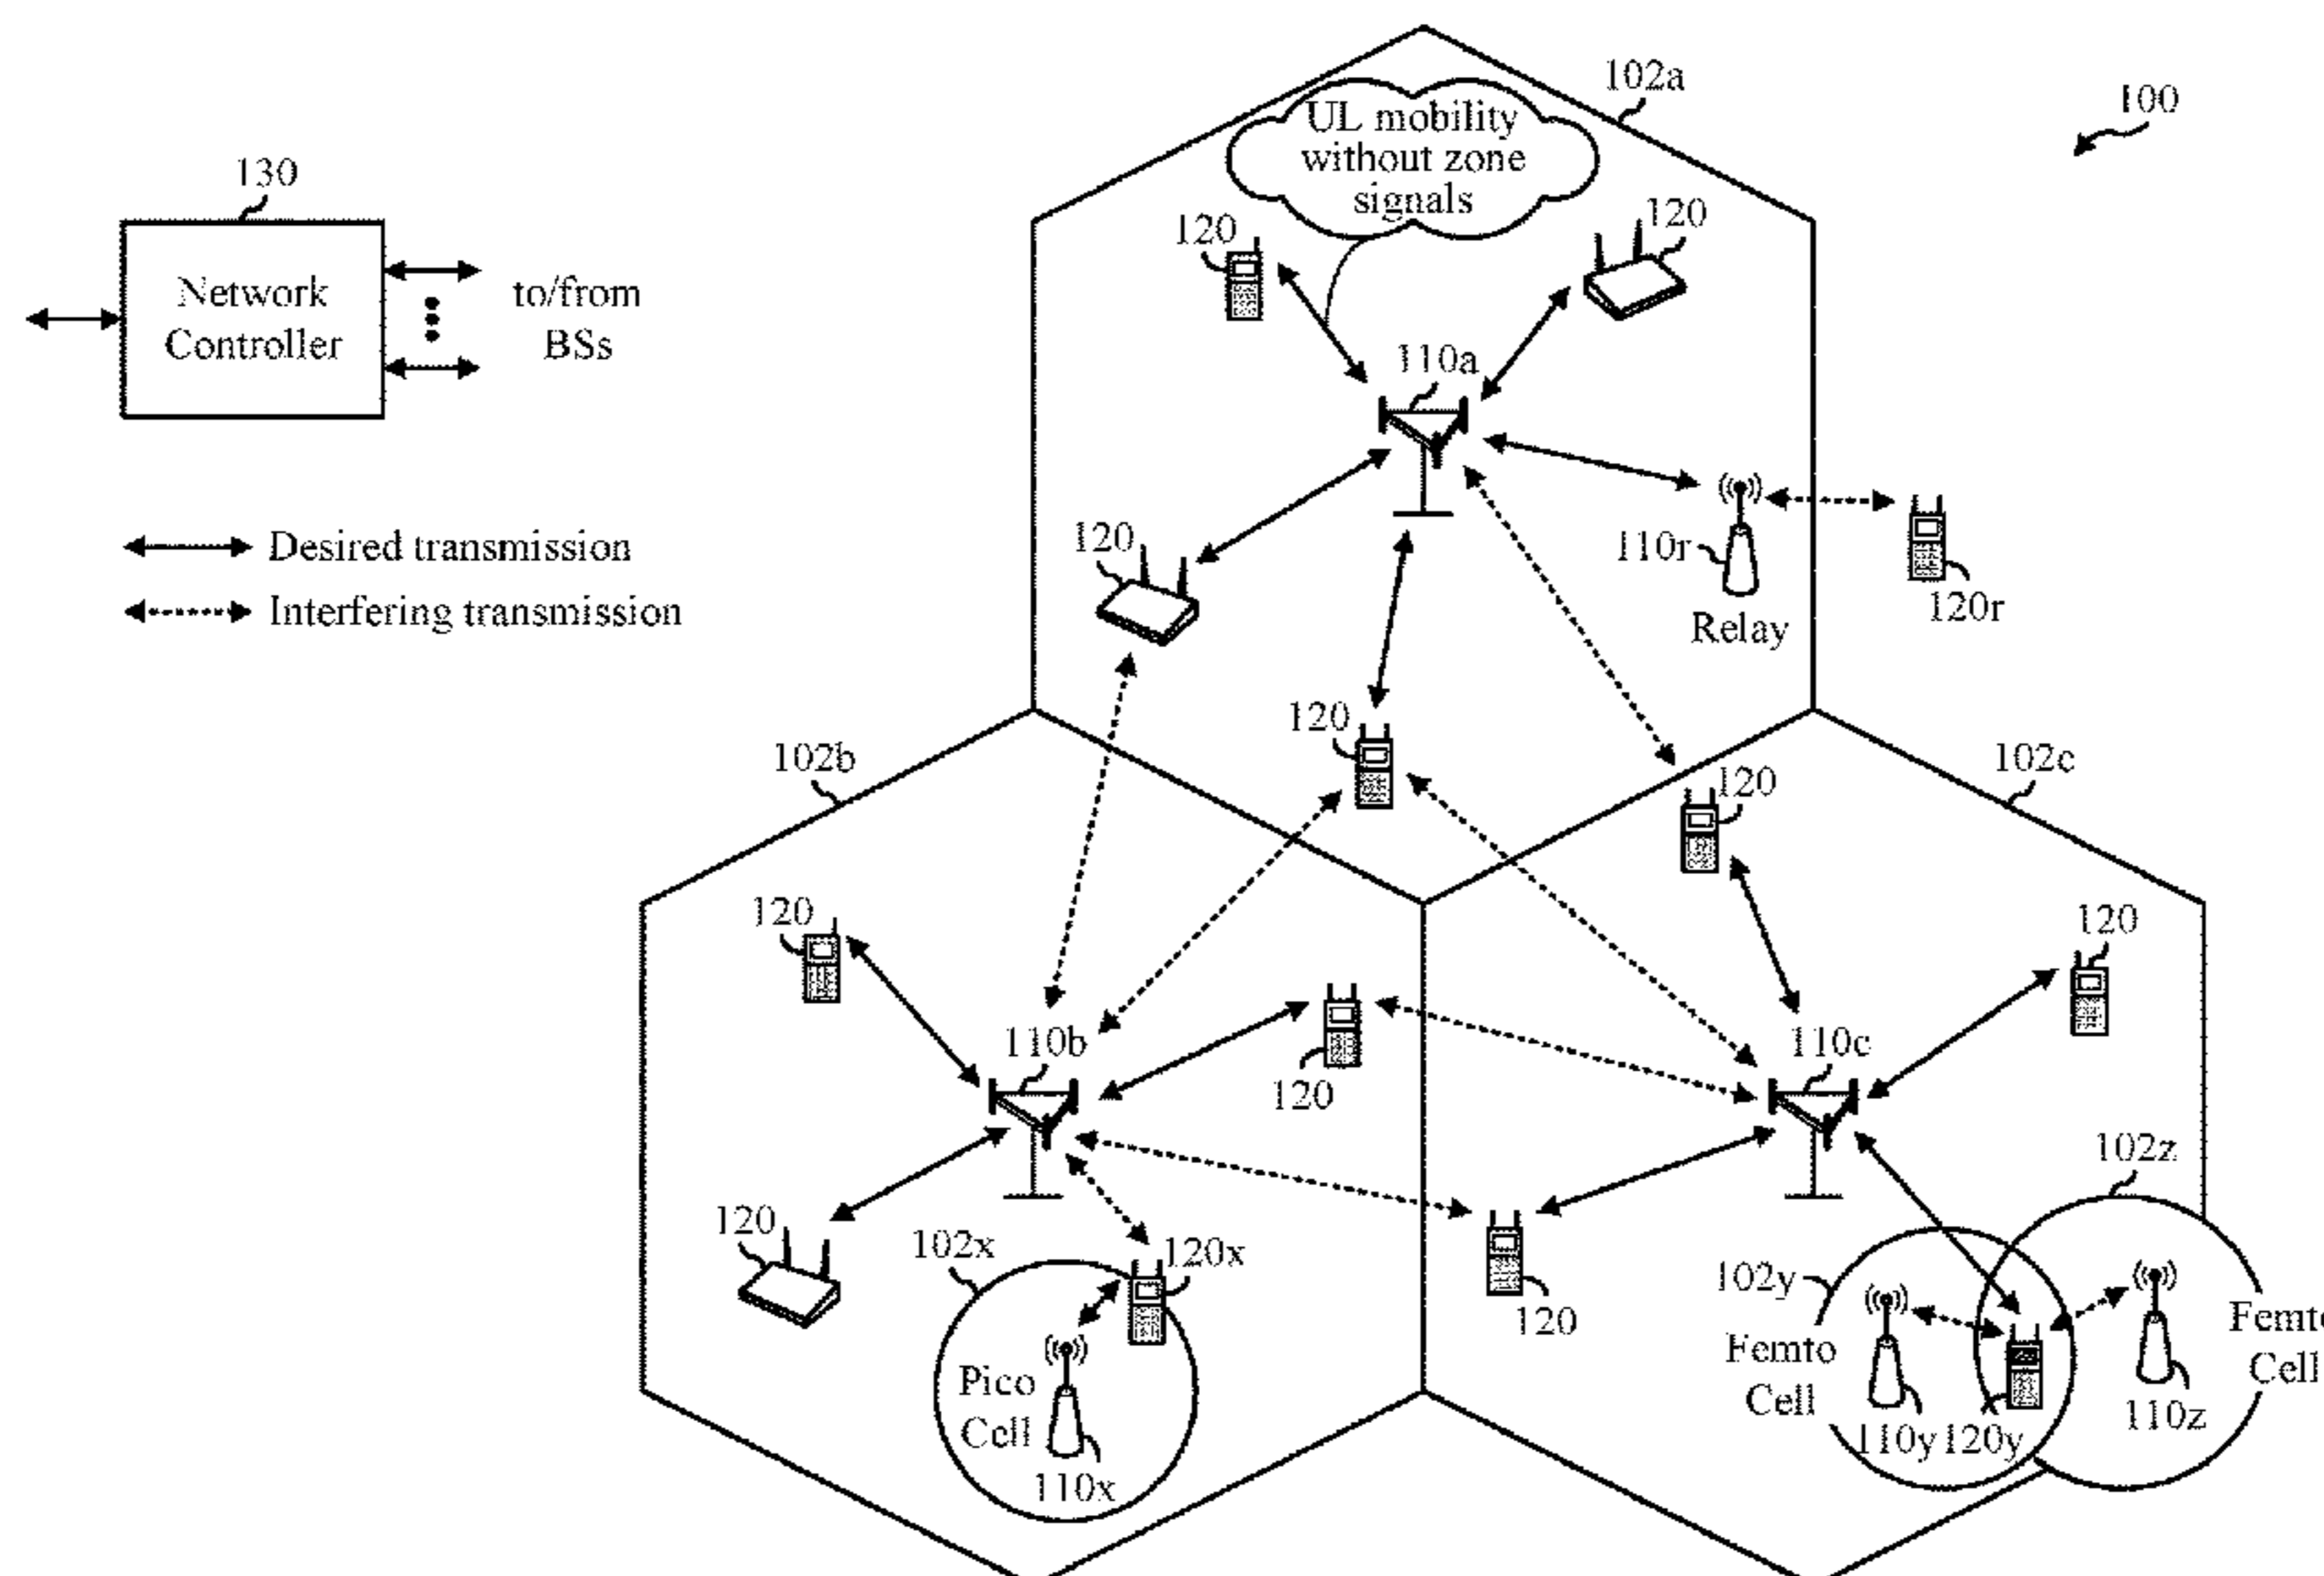 102a
100
UL mobility
without zone
signals
130
120
120
Network
Controller
to/from
BSs
110a
Desired transmission
Interfering transmission
120
110r
Relay
120r
120
102b
120
102c
120
120
110b
120
110c
102z
120
102x
120x
120
102y
Femto
Cell
Pico
Cell
110x
Femto
Cell
110y
120y
110z